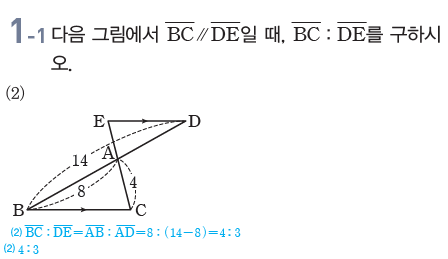 1-1 다음 그림에서 BC // DE일 때, BC : DE를 구하시
오.
(2)
E D
A
14
8 4
B C
(2) BC : DE=AB : AD=8 : (14-8)=4 : 3
(2) 4 : 3